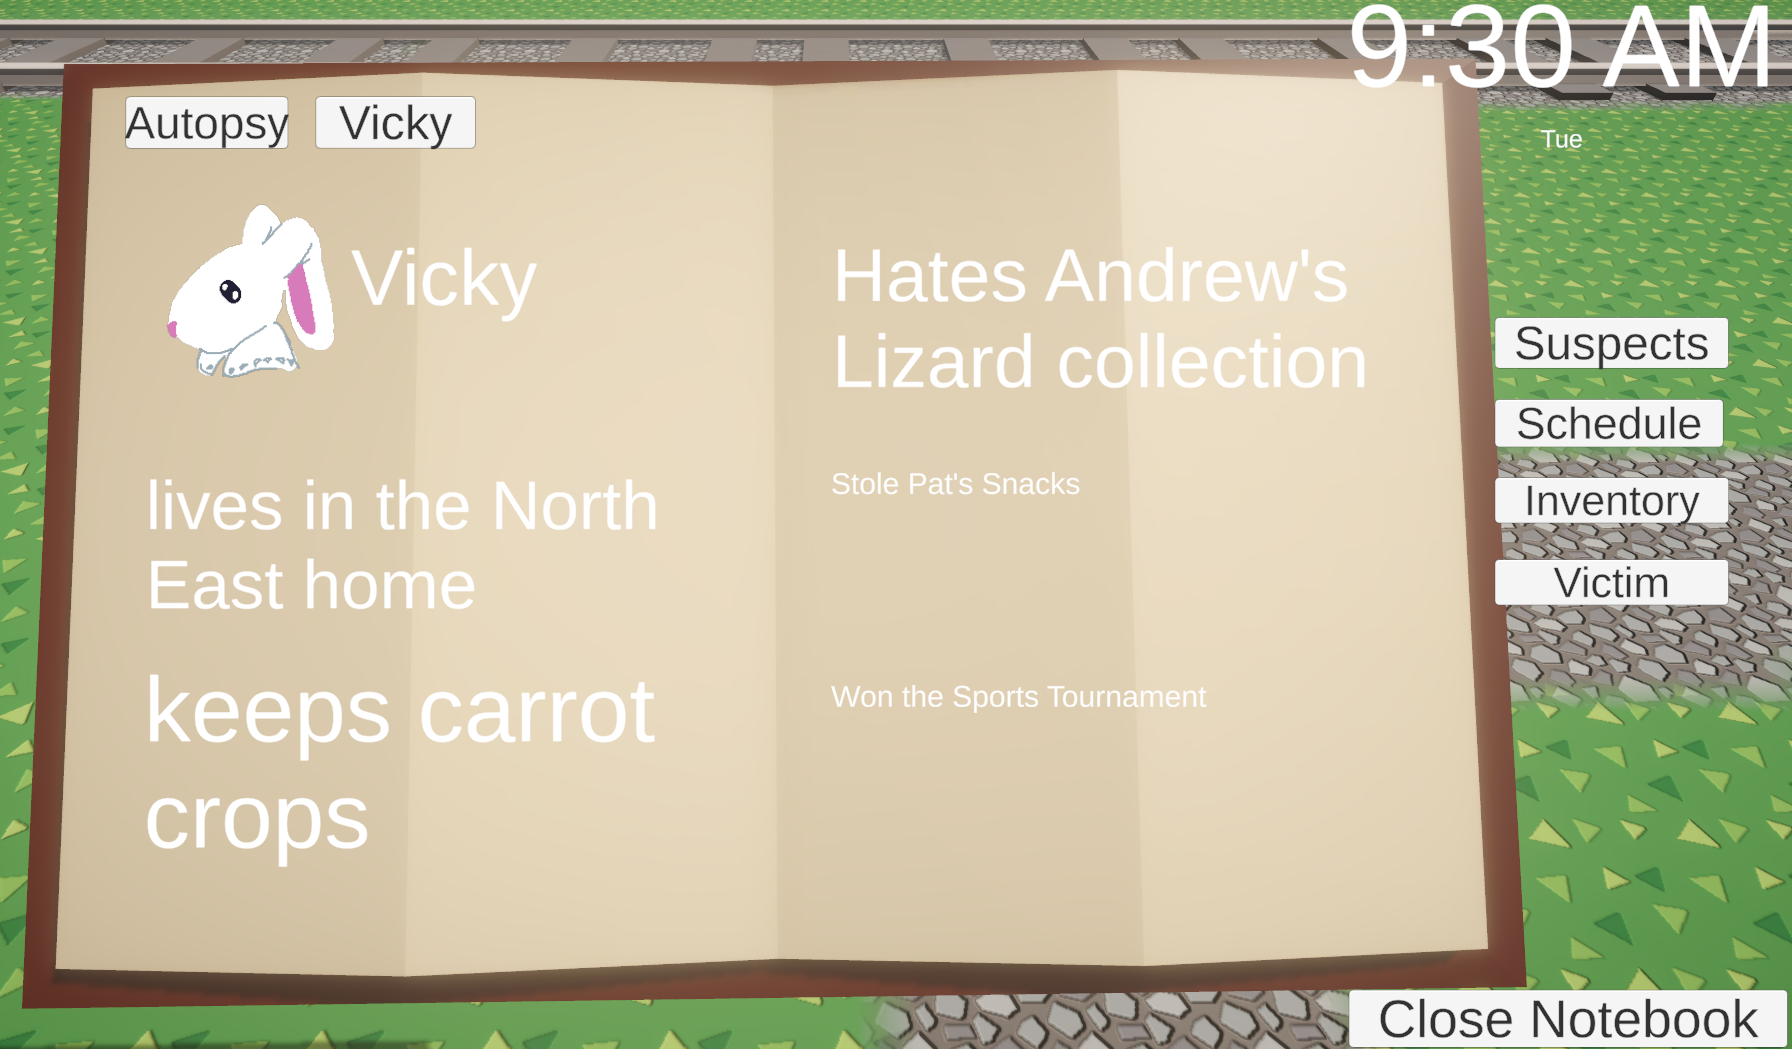 9:30 AM
Tue
Autopsy
Vicky
Vicky
lives in the North
East home
keeps carrot
crops
Hates Andrew's
Lizard collection
Stole Pat's Snacks
Won the Sports Tournament
Suspects
Schedule
Inventory
Victim
Close Notebook